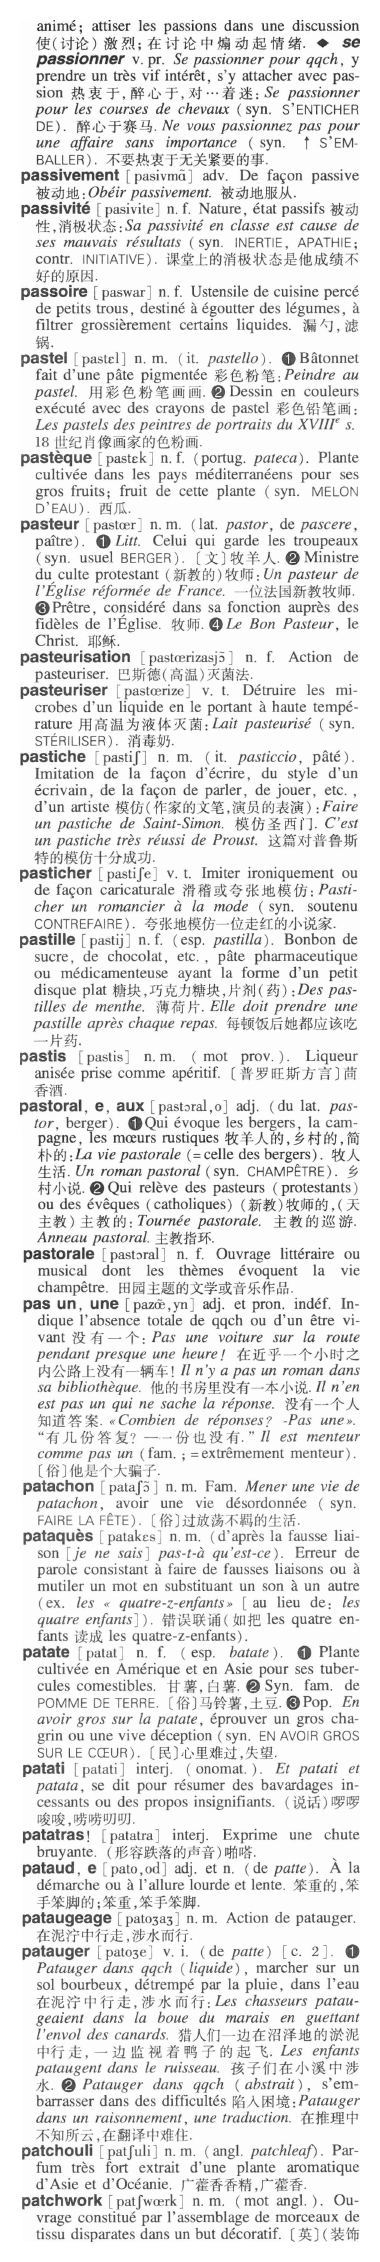 animé; attiser les passions dans une discussion
使(讨论) 激烈; 在讨论中煽动起情绪. ◆ se
passionner v. pr. Se passionner pour qqch, y
prendre un très vif intérêt, s'y attacher avec pas-
sion 热衷于, 醉心于, 对…着迷: Se passionner
pour les courses de chevaux (syn. S'ENTICHER
DE). 醉心于赛马. Ne vous passionnez pas pour
une affaire sans importance (syn. ↑ S'EM-
BALLER). 不要热衷于无关紧要的事.
passivement [pasivmɑ̃] adv. De façon passive
被动地: Obéir passivement. 被动地服从.
passivité [pasivite] n. f. Nature, état passifs 被动
性, 消极状态: Sa passivité en classe est cause de
ses mauvais résultats (syn. INERTIE, APATHIE;
contr. INITIATIVE). 课堂上的消极状态是他成绩不
好的原因.
passoire [paswar] n. f. Ustensile de cuisine percé
de petits trous, destiné à égoutter des légumes, à
filtrer grossièrement certains liquides. 漏勺, 滤
锅.
pastel [pastɛl] n. m. (it. pastello). ❶ Bâtonnet
fait d'une pâte pigmentée 彩色粉笔: Peindre au
pastel. 用彩色粉笔画画. ❷ Dessin en couleurs
exécuté avec des crayons de pastel 彩色铅笔画:
Les pastels des peintres de portraits du XVIIIᵉ s.
18 世纪肖像画家的色粉画.
pastèque [pastɛk] n. f. (portug. pateca). Plante
cultivée dans les pays méditerranéens pour ses
gros fruits; fruit de cette plante (syn. MELON
D'EAU). 西瓜.
pasteur [pastœr] n. m. (lat. pastor, de pascere,
paître). ❶ Litt. Celui qui garde les troupeaux
(syn. usuel BERGER). 〔文〕牧羊人. ❷ Ministre
du culte protestant (新教的)牧师: Un pasteur de
l'Église réformée de France. 一位法国新教牧师.
❸ Prêtre, considéré dans sa fonction auprès des
fidèles de l'Église. 牧师. ❹ Le Bon Pasteur, le
Christ. 耶稣.
pasteurisation [pastœrizasjɔ̃] n. f. Action de
pasteuriser. 巴斯德(高温)灭菌法.
pasteuriser [pastœrize] v. t. Détruire les mi-
crobes d'un liquide en le portant à haute tempé-
rature 用高温为液体灭菌: Lait pasteurisé (syn.
STÉRILISER). 消毒奶.
pastiche [pastiʃ] n. m. (it. pasticcio, pâté).
Imitation de la façon d'écrire, du style d'un
écrivain, de la façon de parler, de jouer, etc.,
d'un artiste 模仿(作家的文笔,演员的表演): Faire
un pastiche de Saint-Simon. 模仿圣西门. C'est
un pastiche très réussi de Proust. 这篇对普鲁斯
特的模仿十分成功.
pasticher [pastiʃe] v. t. Imiter ironiquement ou
de façon caricaturale 滑稽或夸张地模仿: Pasti-
cher un romancier à la mode (syn. soutenu
CONTREFAIRE). 夸张地模仿一位走红的小说家.
pastille [pastij] n. f. (esp. pastilla). Bonbon de
sucre, de chocolat, etc., pâte pharmaceutique
ou médicamenteuse ayant la forme d'un petit
disque plat 糖块, 巧克力糖块, 片剂(药): Des pas-
tilles de menthe. 薄荷片. Elle doit prendre une
pastille après chaque repas. 每顿饭后她都应该吃
一片药.
pastis [pastis] n. m. (mot prov.). Liqueur
anisée prise comme apéritif. 〔普罗旺斯方言〕茴
香酒.
pastoral, e, aux [pastɔral, o] adj. (du lat. pas-
tor, berger). ❶ Qui évoque les bergers, la cam-
pagne, les mœurs rustiques 牧羊人的, 乡村的, 简
朴的: La vie pastorale (= celle des bergers). 牧人
生活. Un roman pastoral (syn. CHAMPÊTRE). 乡
村小说. ❷ Qui relève des pasteurs (protestants)
ou des évêques (catholiques) (新教)牧师的, (天
主教) 主教的: Tournée pastorale. 主教的巡游.
Anneau pastoral. 主教指环.
pastorale [pastɔral] n. f. Ouvrage littéraire ou
musical dont les thèmes évoquent la vie
champêtre. 田园主题的文学或音乐作品.
pas un, une [pazœ̃, yn] adj. et pron. indéf. In-
dique l'absence totale de qqch ou d'un être vi-
vant 没有一个: Pas une voiture sur la route
pendant presque une heure! 在近乎一个小时之
内公路上没有一辆车! Il n'y a pas un roman dans
sa bibliothèque. 他的书房里没有一本小说. Il n'en
est pas un qui ne sache la réponse. 没有一个人
知道答案. «Combien de réponses? -Pas une».
“有几份答复? — 一份也没有.” Il est menteur
comme pas un (fam.; = extrêmement menteur).
〔俗〕他是个大骗子.
patachon [pataʃɔ̃] n. m. Fam. Mener une vie de
patachon, avoir une vie désordonnée (syn.
FAIRE LA FÊTE). 〔俗〕过放荡不羁的生活.
pataquès [patakɛs] n. m. (d'après la fausse liai-
son [je ne sais] pas-t-à qu'est-ce). Erreur de
parole consistant à faire de fausses liaisons ou à
mutiler un mot en substituant un son à un autre
(ex. les « quatre-z-enfants» [au lieu de: les
quatre enfants]). 错误联诵(如把 les quatre en-
fants 读成 les quatre-z-enfants).
patate [patat] n. f. (esp. batate). ❶ Plante
cultivée en Amérique et en Asie pour ses tuber-
cules comestibles. 甘薯, 白薯. ❷ Syn. fam. de
POMME DE TERRE. 〔俗〕马铃薯, 土豆. ❸ Pop. En
avoir gros sur la patate, éprouver un gros cha-
grin ou une vive déception (syn. EN AVOIR GROS
SUR LE CŒUR). 〔民〕心里难过, 失望.
patati [patati] interj. (onomat.). Et patati et
patata, se dit pour résumer des bavardages in-
cessants ou des propos insignifiants. (说话)啰啰
唆唆, 唠唠叨叨.
patatras! [patatra] interj. Exprime une chute
bruyante. (形容跌落的声音)啪嗒.
pataud, e [pato, od] adj. et n. (de patte). À la
démarche ou à l'allure lourde et lente. 笨重的, 笨
手笨脚的; 笨重, 笨手笨脚.
pataugeage [patoʒaʒ] n. m. Action de patauger.
在泥泞中行走, 涉水而行.
patauger [patoʒe] v. i. (de patte) [c. 2]. ❶
Patauger dans qqch (liquide), marcher sur un
sol bourbeux, détrempé par la pluie, dans l'eau
在泥泞中行走, 涉水而行: Les chasseurs patau-
geaient dans la boue du marais en guettant
l'envol des canards. 猎人们一边在沼泽地的淤泥
中行走, 一边监视着鸭子的起飞. Les enfants
pataugent dans le ruisseau. 孩子们在小溪中涉
水. ❷ Patauger dans qqch (abstrait), s'em-
barrasser dans des difficultés 陷入困境: Patauger
dans un raisonnement, une traduction. 在推理中
不知所云, 在翻译中难住.
patchouli [patʃuli] n. m. (angl. patchleaf). Par-
fum très fort extrait d'une plante aromatique
d'Asie et d'Océanie. 广藿香香精, 广藿香.
patchwork [patʃwœrk] n. m. (mot angl.). Ou-
vrage constitué par l'assemblage de morceaux de
tissu disparates dans un but décoratif. 〔英〕(装饰